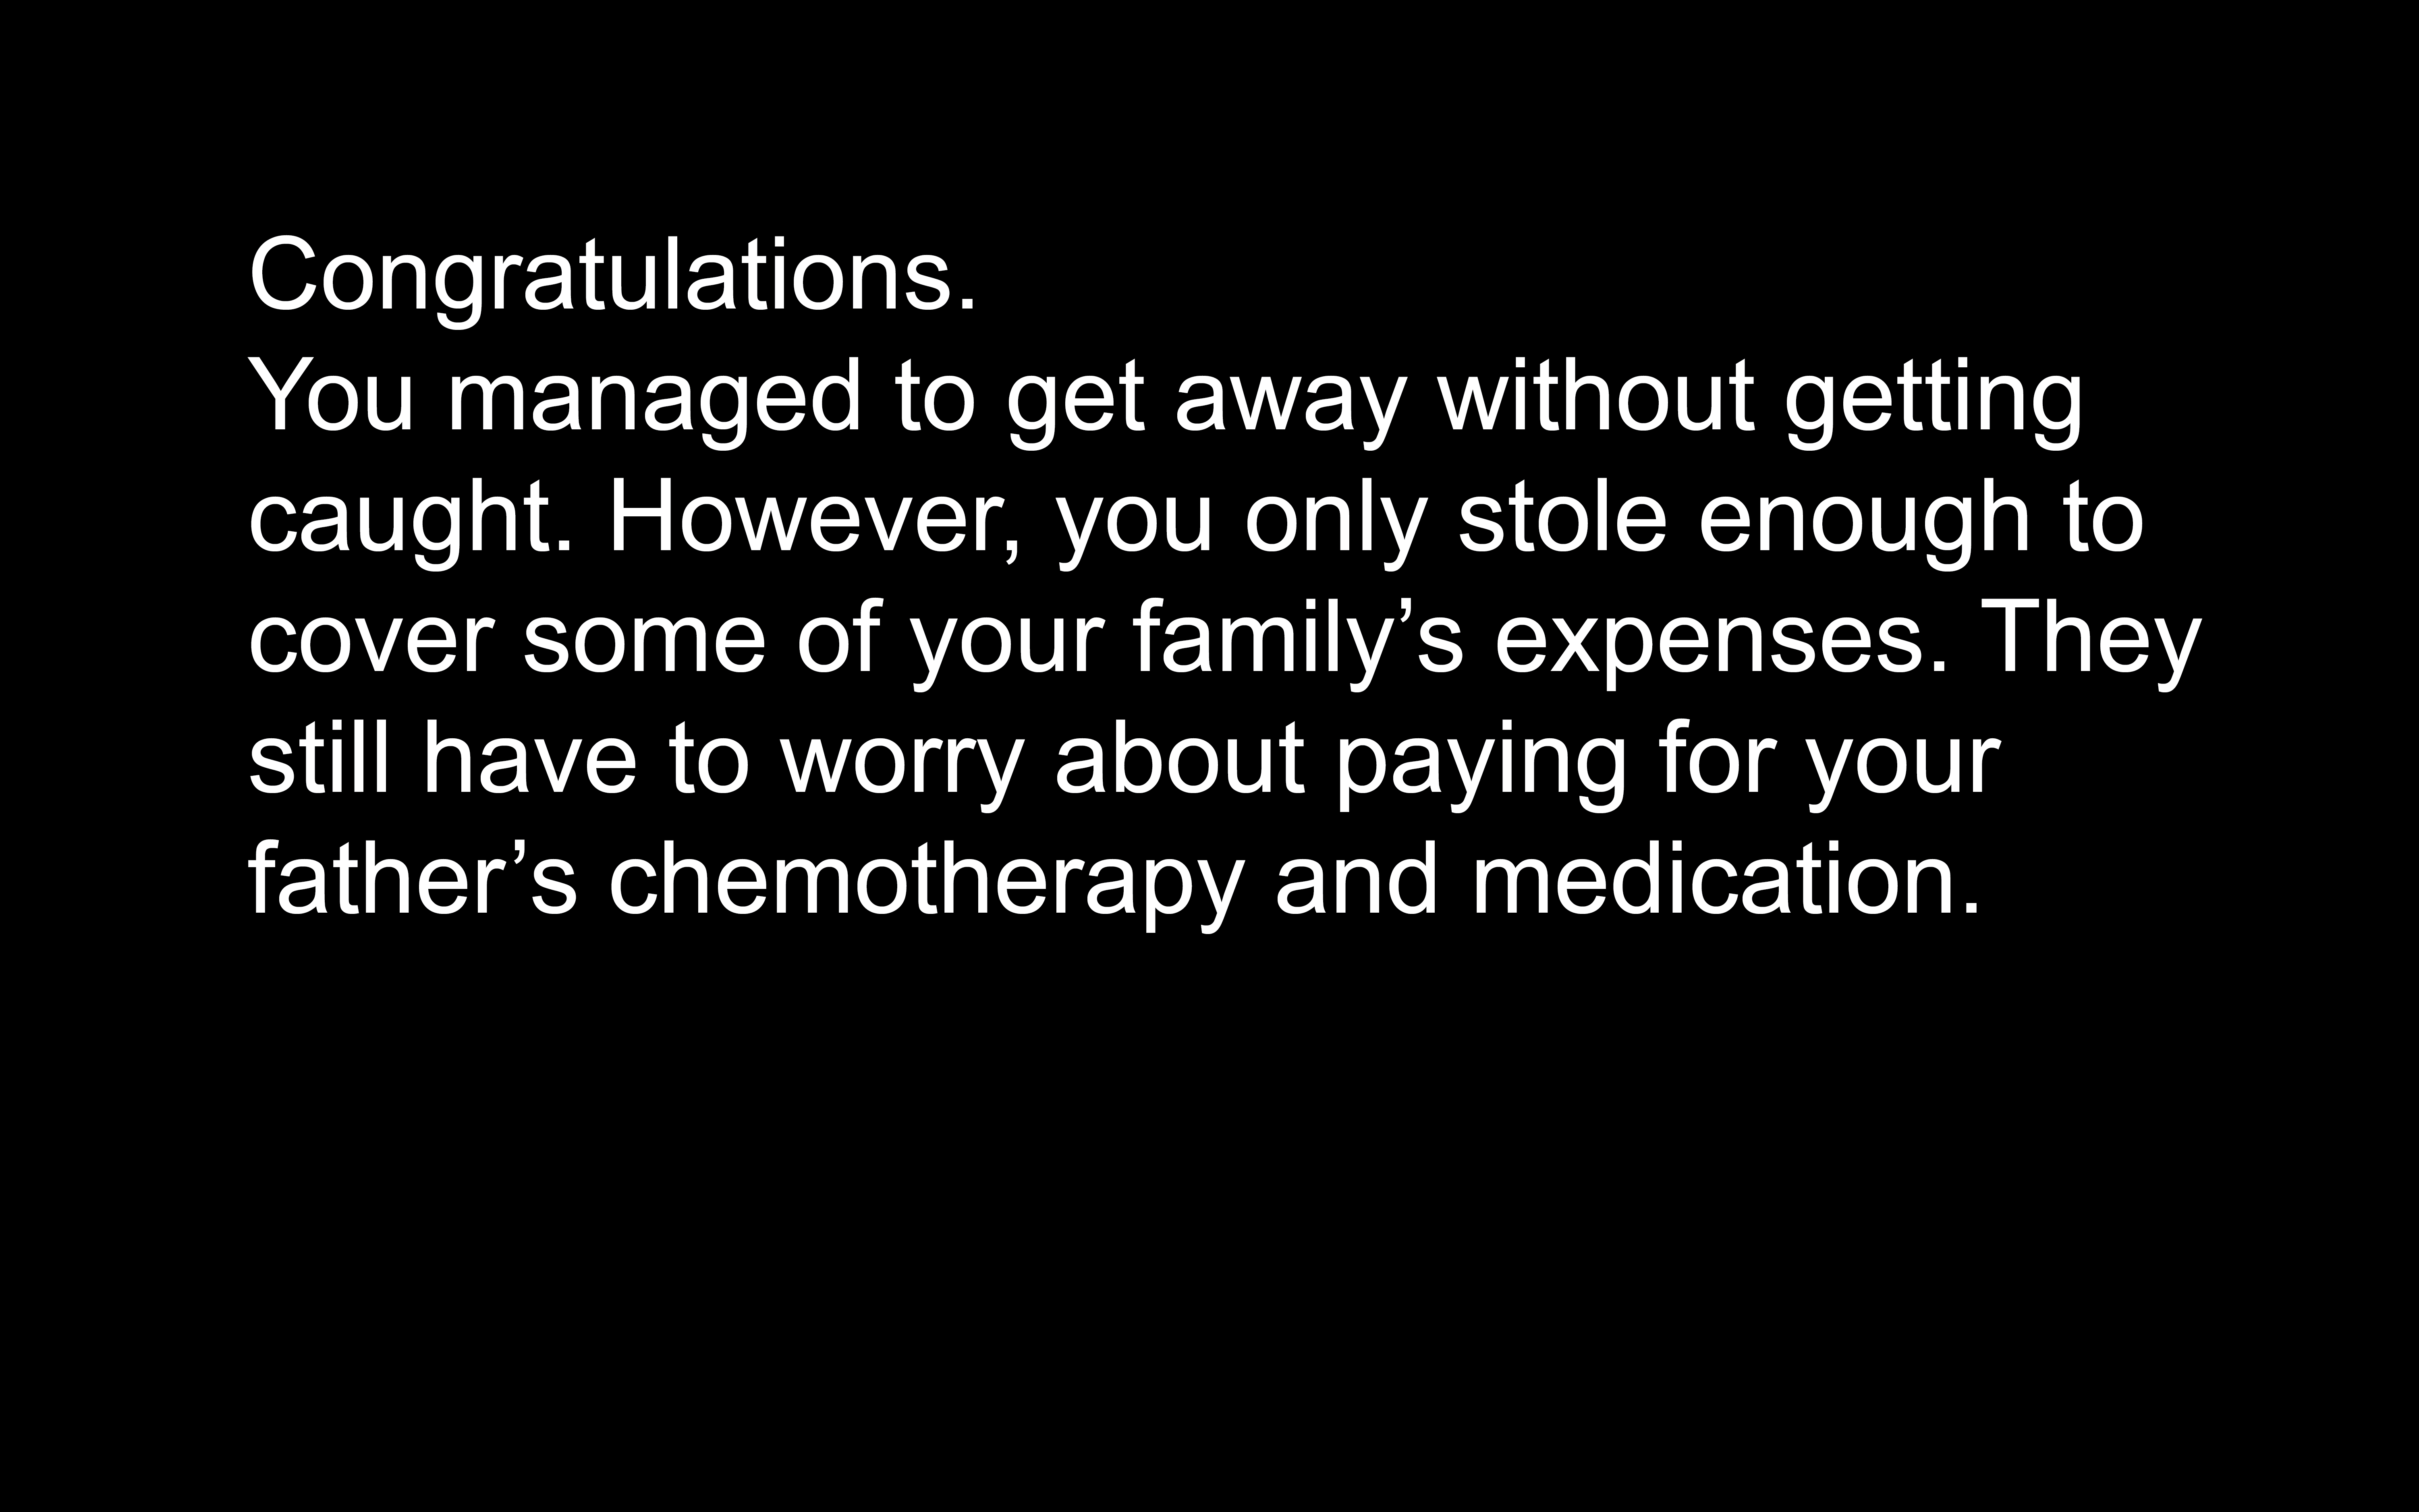 Congratulations.
You managed to get away without getting
caught. However, you only stole enough to
cover some of your family’s expenses. They
still have to worry about paying for your
father’s chemotherapy and medication.